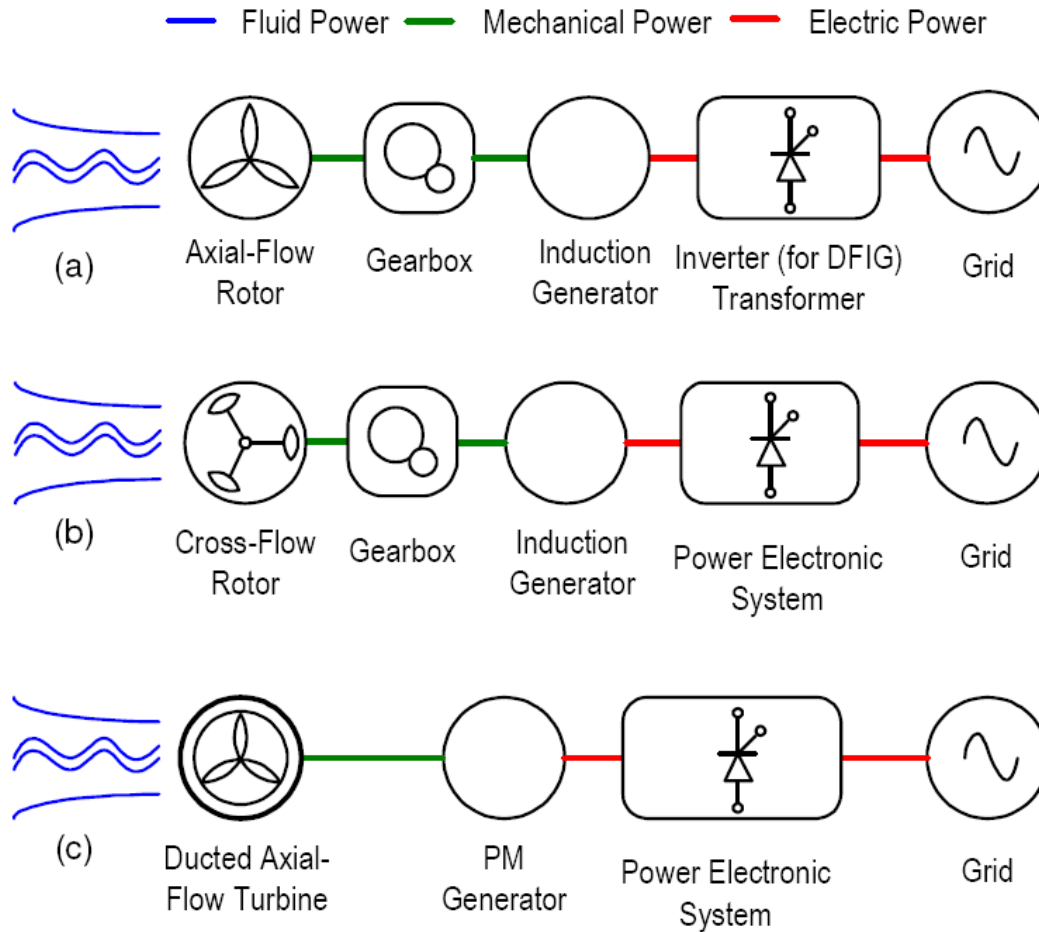 Fluid Power Mechanical Power Electric Power
Axial-Flow
Rotor
Gearbox
Induction
Generator
Inverter (for DFIG)
Transformer
Grid
(a)
Cross-Flow
Rotor
Gearbox
Induction
Generator
Power Electronic
System
Grid
(b)
Ducted Axial-
Flow Turbine
PM
Generator
Power Electronic
System
Grid
(c)